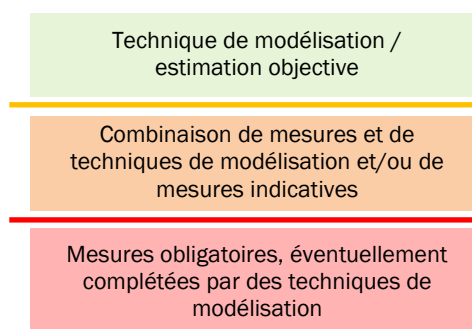 Technique de modélisation /
estimation objective
Combinaison de mesures et de
techniques de modélisation et/ou de
mesures indicatives
Mesures obligatoires, éventuellement
complétées par des techniques de
modélisation